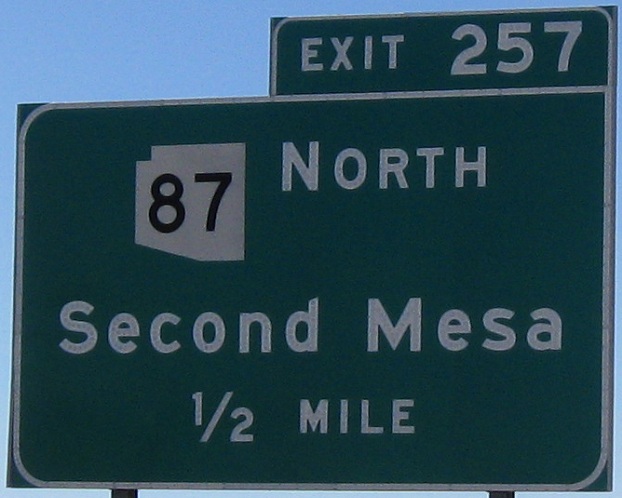 EXIT 257
87 NORTH
Second Mesa
1/2 MILE